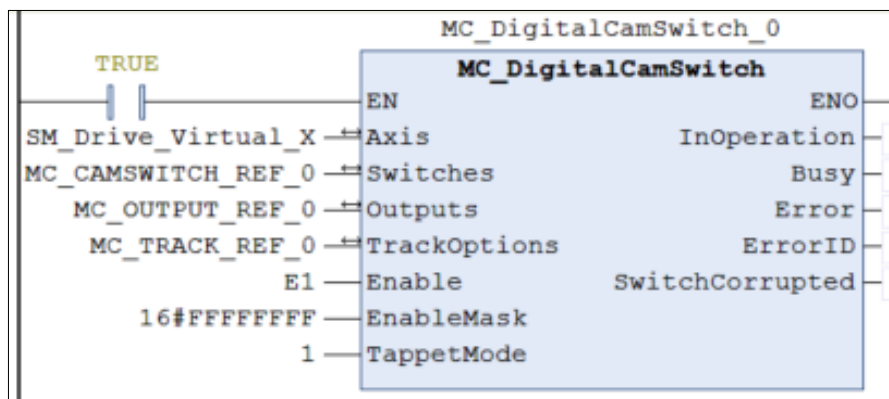 MC_DigitalCamSwitch_0
TRUE
MC_DigitalCamSwitch
EN ENO
SM_Drive_Virtual_X Axis InOperation
MC_CAMSWITCH_REF_0 Switches Busy
MC_OUTPUT_REF_0 Outputs Error
MC_TRACK_REF_0 TrackOptions ErrorID
E1 Enable SwitchCorrupted
16#FFFFFFFF EnableMask
1 TappetMode